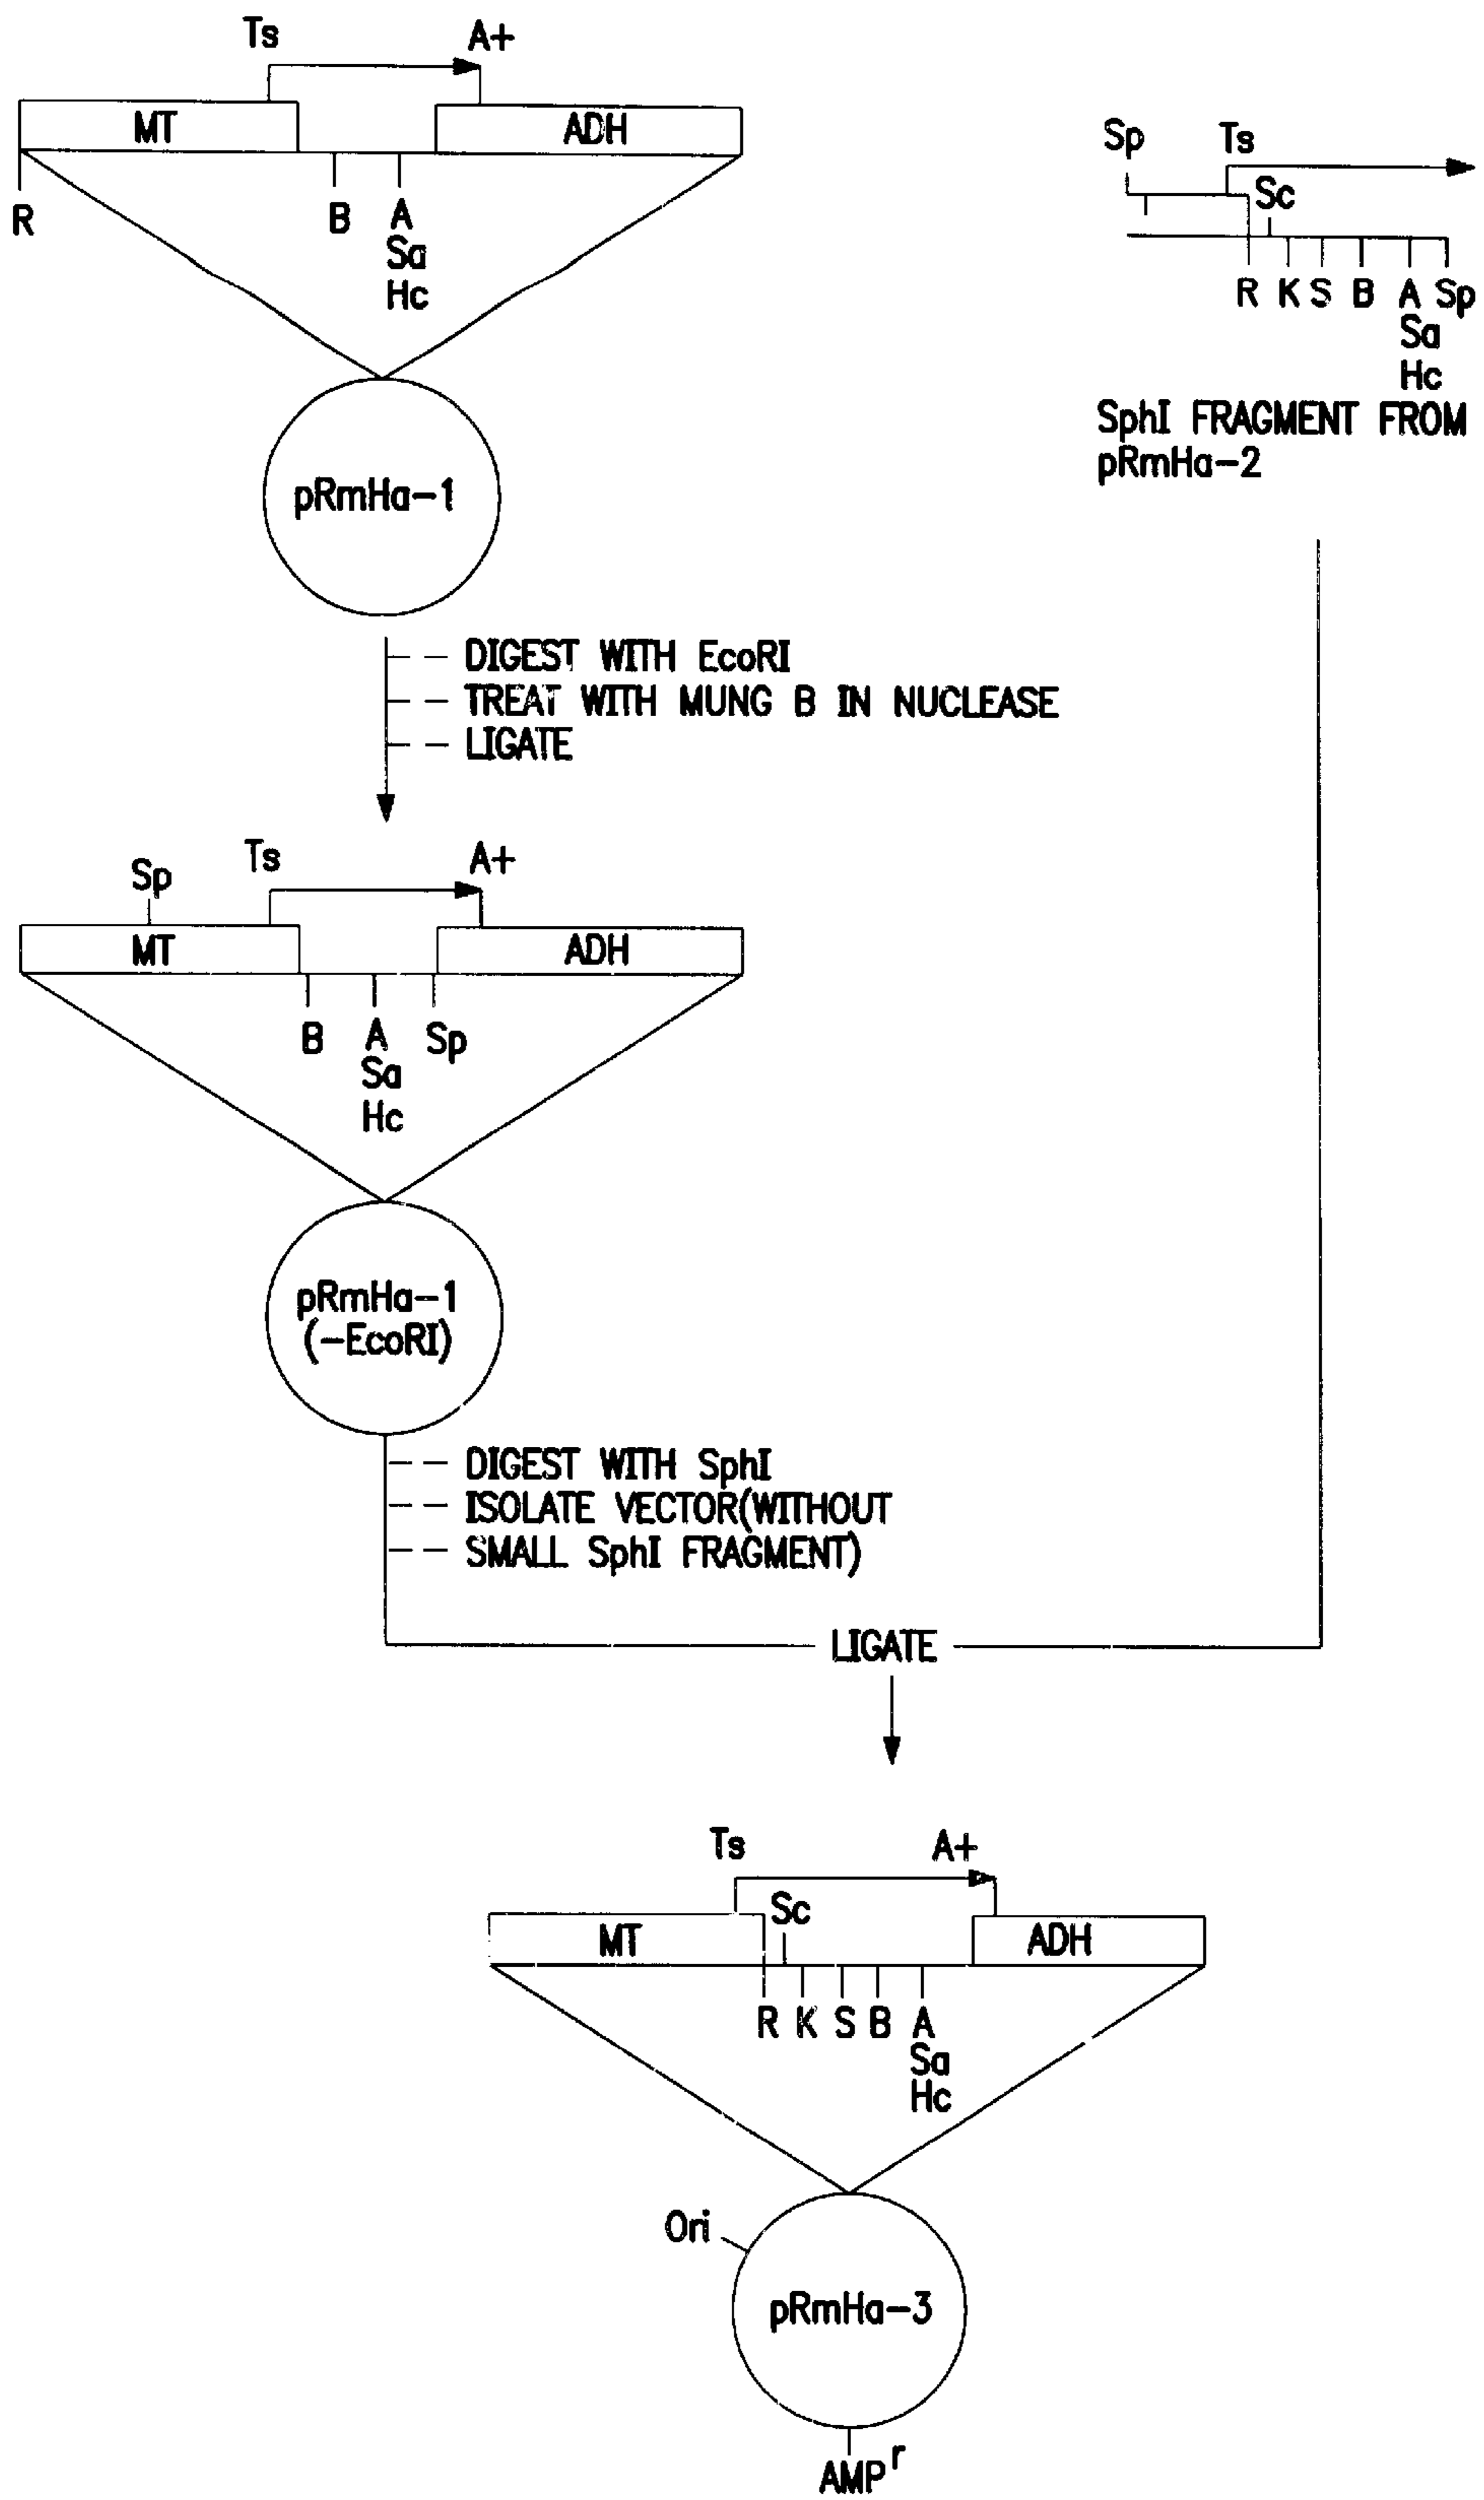 Ts A+
MT ADH
R B A
Sa
Hc
pRmHa-1
Sp Ts
Sc
R K S B A Sp
Sa
Hc
SphI FRAGMENT FROM
pRmHa-2
DIGEST WITH EcoRI
TREAT WITH MUNG B IN NUCLEASE
LIGATE
Sp Ts A+
MT ADH
B A Sp
Sa
Hc
pRmHa-1
(-EcoRI)
DIGEST WITH SphI
ISOLATE VECTOR(WITHOUT
SMALL SphI FRAGMENT)
LIGATE
Ts A+
Sc
MT ADH
R K S B A
Sa
Hc
Ori
pRmHa-3
AMPr